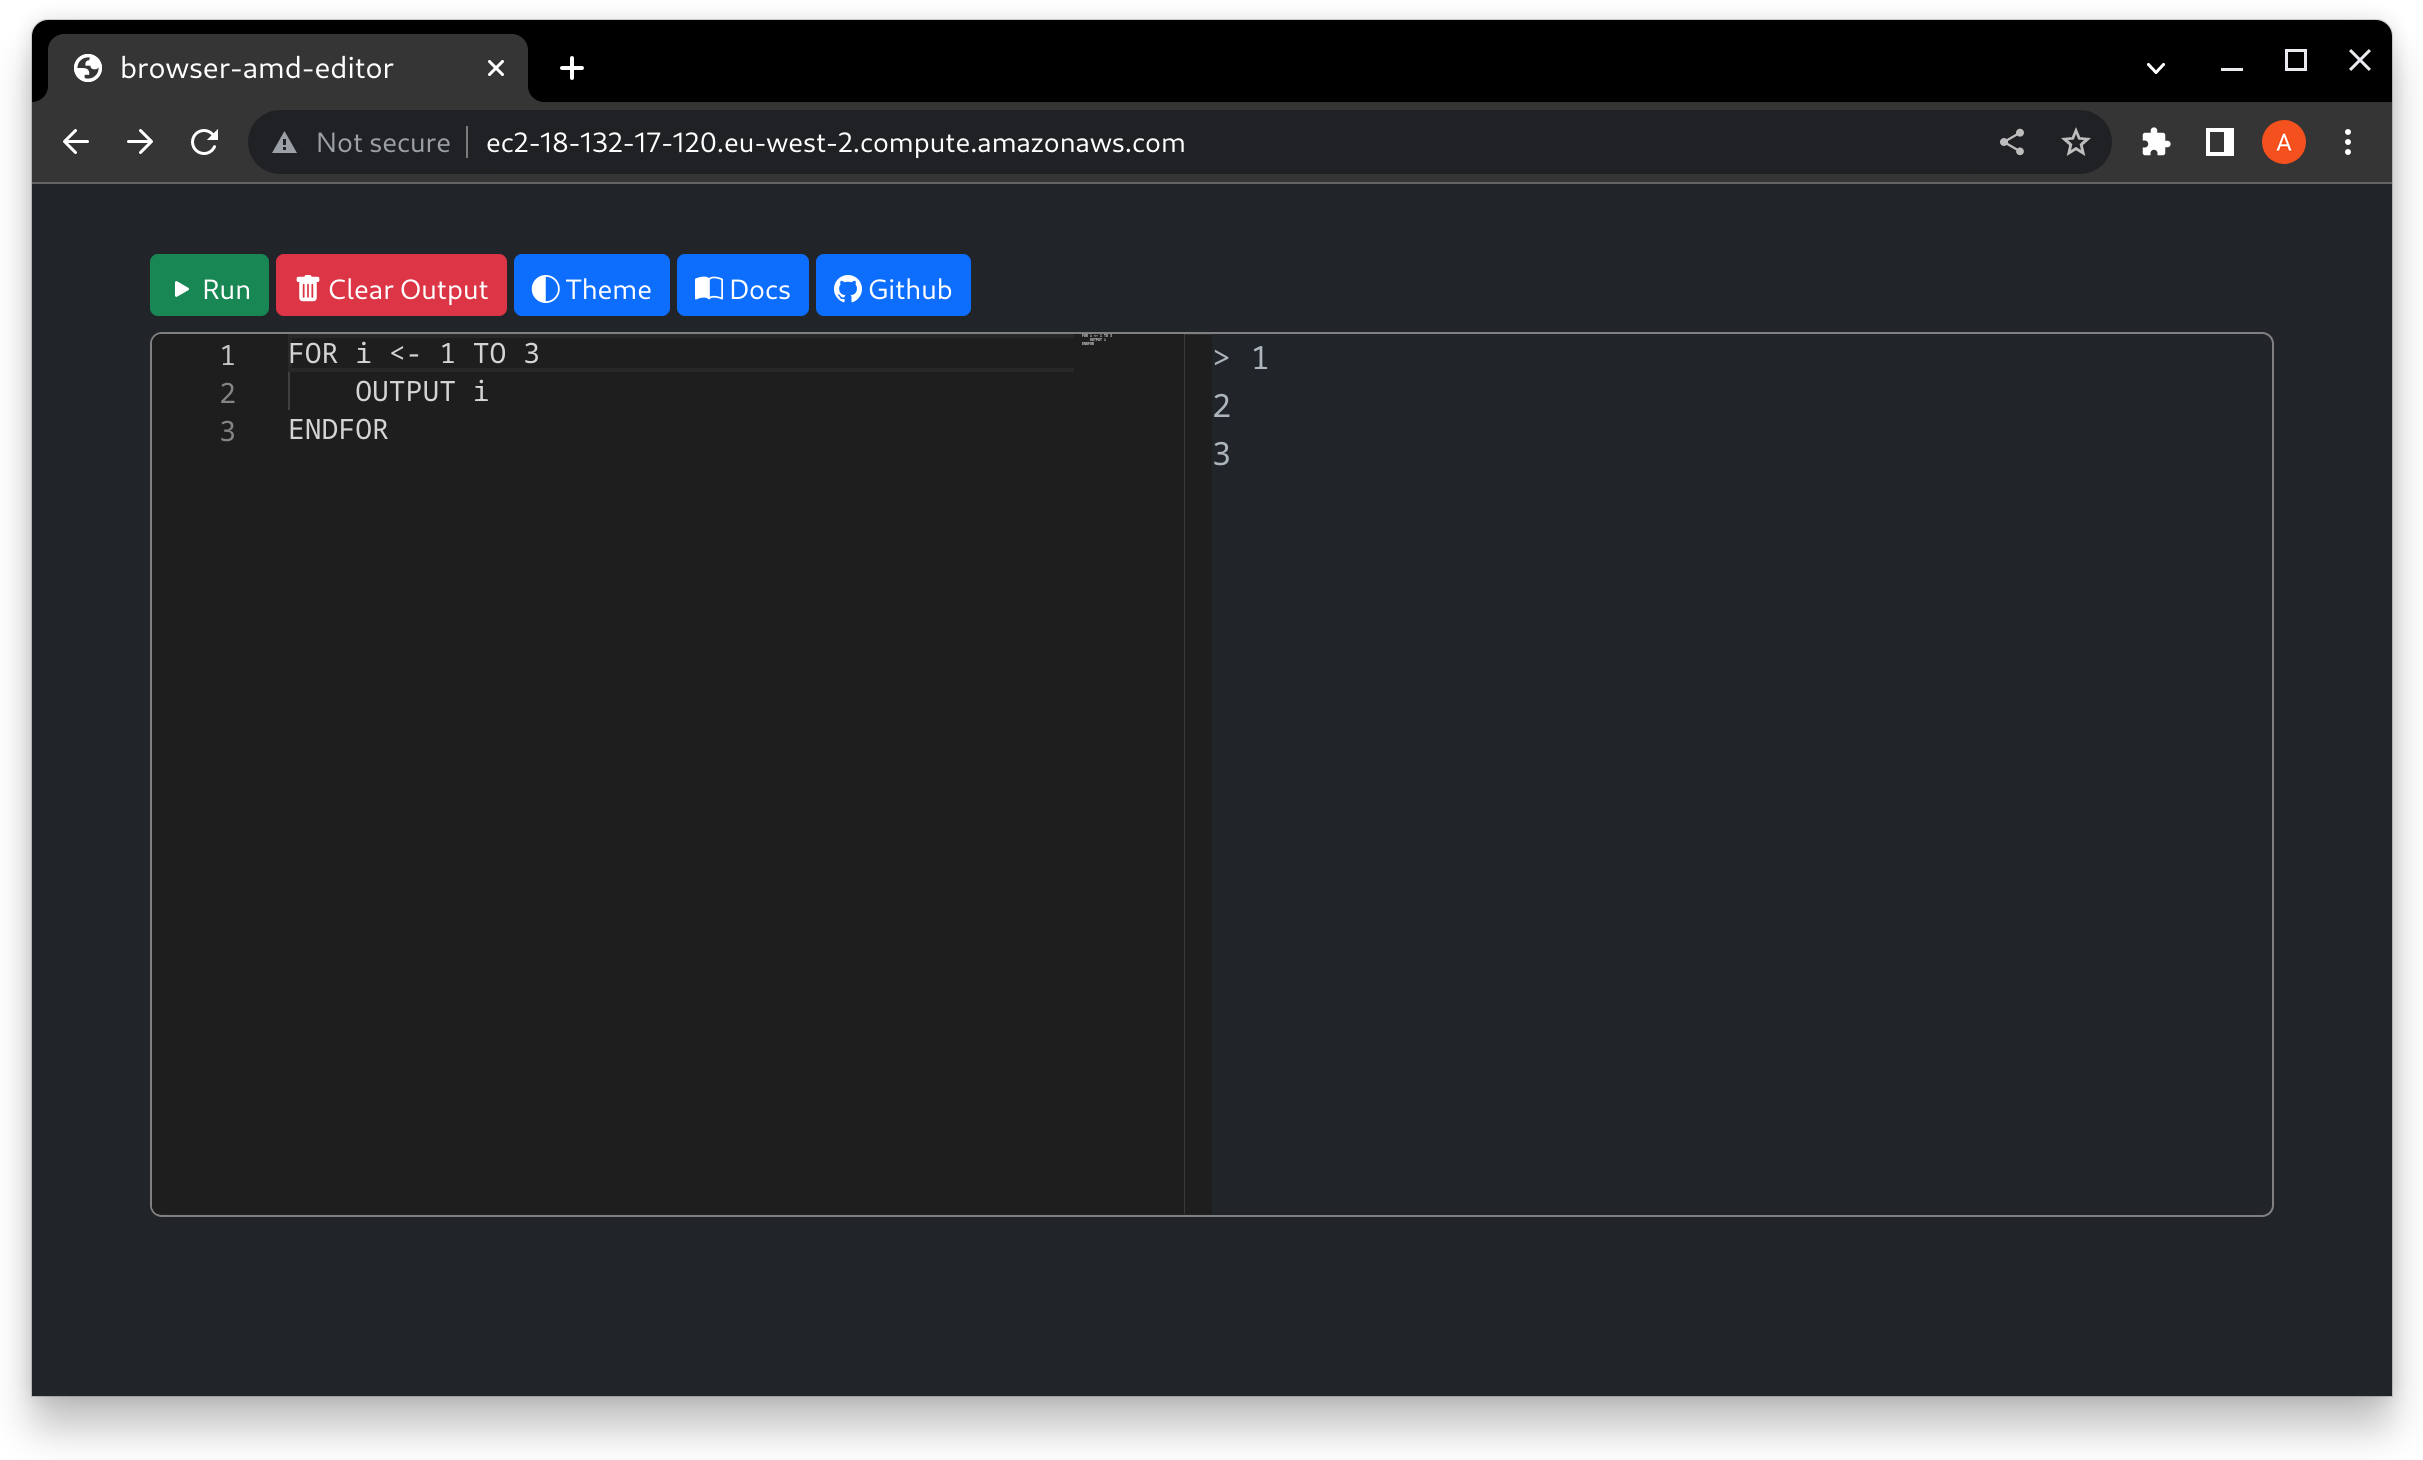 browser-amd-editor
Not secure ec2-18-132-17-120.eu-west-2.compute.amazonaws.com
A
Run Clear Output Theme Docs Github
1 FOR i <- 1 TO 3
2 OUTPUT i
3 ENDFOR
> 1
2
3